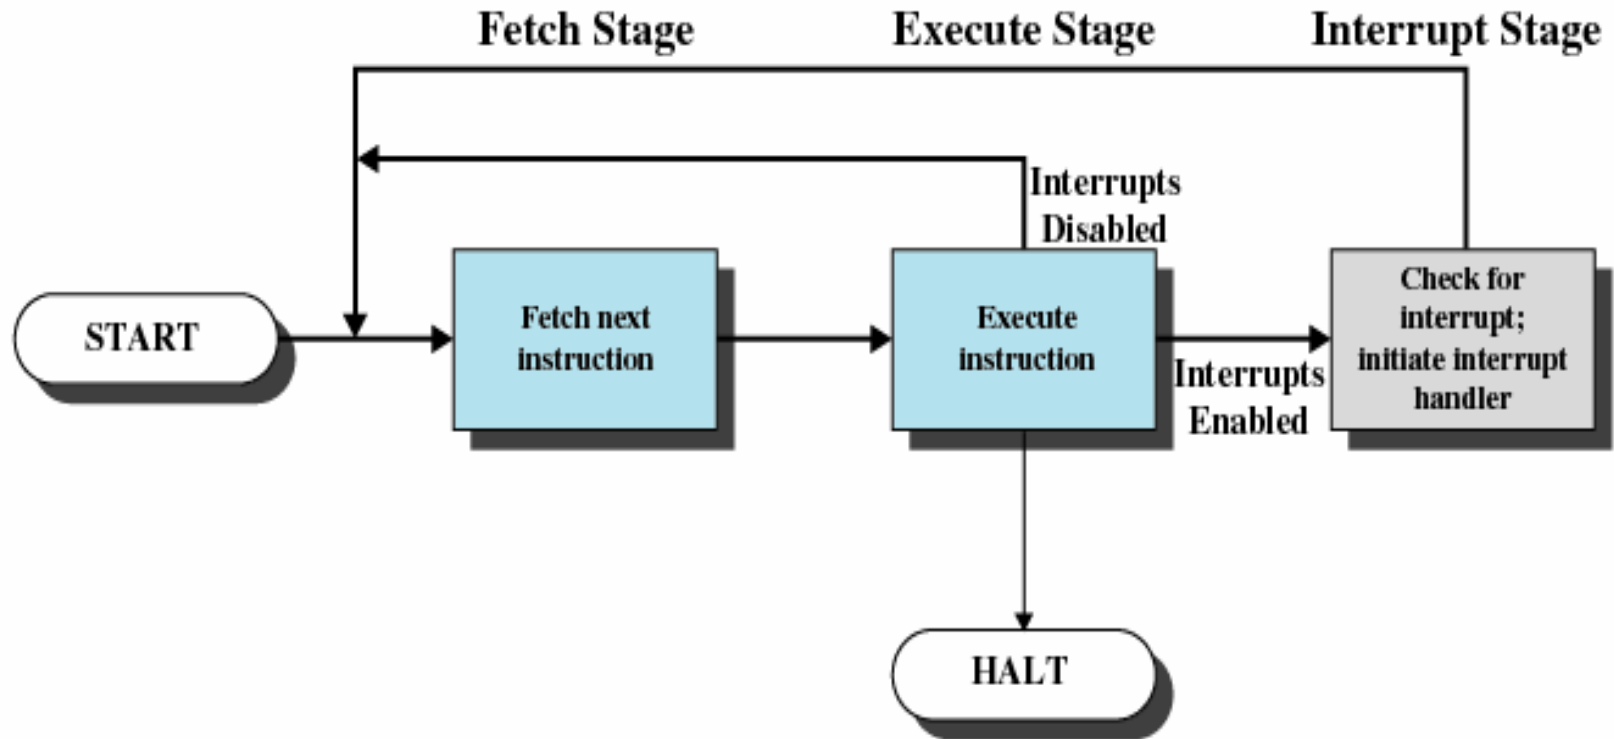 Fetch Stage
Execute Stage
Interrupt Stage
Interrupts
Disabled
START
Fetch next
instruction
Execute
instruction
Interrupts
Enabled
Check for
interrupt;
initiate interrupt
handler
HALT